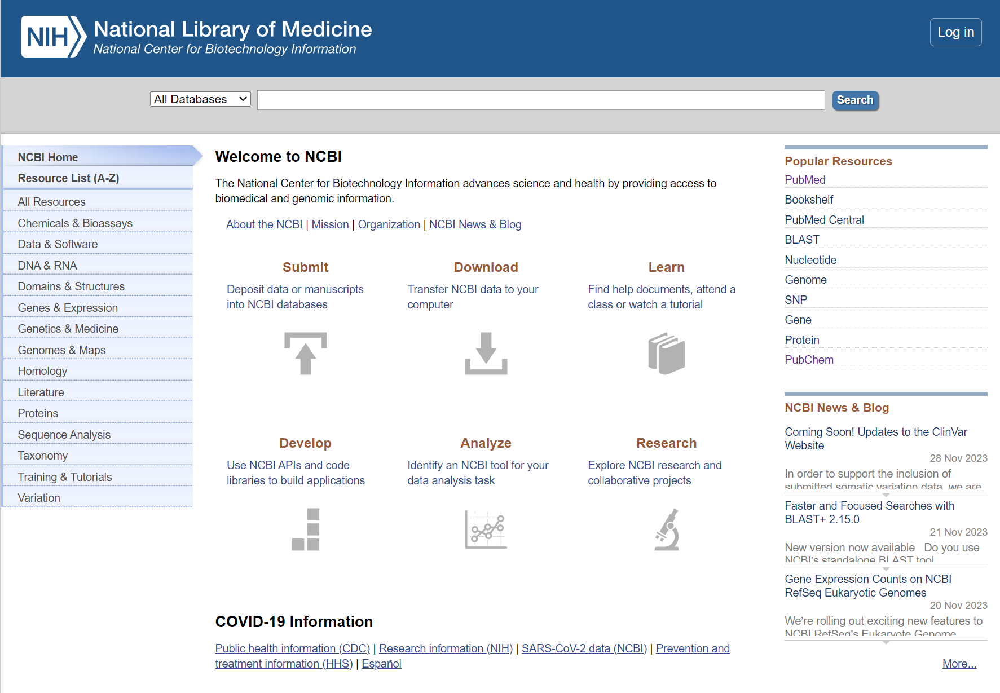 NIH National Library of Medicine
National Center for Biotechnology Information
Log in
All Databases
Search
NCBI Home
Resource List (A-Z)
All Resources
Chemicals & Bioassays
Data & Software
DNA & RNA
Domains & Structures
Genes & Expression
Genetics & Medicine
Genomes & Maps
Homology
Literature
Proteins
Sequence Analysis
Taxonomy
Training & Tutorials
Variation
Welcome to NCBI
The National Center for Biotechnology Information advances science and health by providing access to
biomedical and genomic information.
About the NCBI | Mission | Organization | NCBI News & Blog
Submit
Deposit data or manuscripts
into NCBI databases
Download
Transfer NCBI data to your
computer
Learn
Find help documents, attend a
class or watch a tutorial
Develop
Use NCBI APIs and code
libraries to build applications
Analyze
Identify an NCBI tool for your
data analysis task
Research
Explore NCBI research and
collaborative projects
COVID-19 Information
Public health information (CDC) | Research information (NIH) | SARS-CoV-2 data (NCBI) | Prevention and
treatment information (HHS) | Español
Popular Resources
PubMed
Bookshelf
PubMed Central
BLAST
Nucleotide
Genome
SNP
Gene
Protein
PubChem
NCBI News & Blog
Coming Soon! Updates to the ClinVar
Website
28 Nov 2023
In order to support the inclusion of
submitted somatic variation data, we are
Faster and Focused Searches with
BLAST+ 2.15.0
21 Nov 2023
New version now available Do you use
NCBI's standalone BLAST tool
Gene Expression Counts on NCBI
RefSeq Eukaryotic Genomes
20 Nov 2023
We're rolling out exciting new features to
NCBI RefSeq's Eukaryote Genome
More...